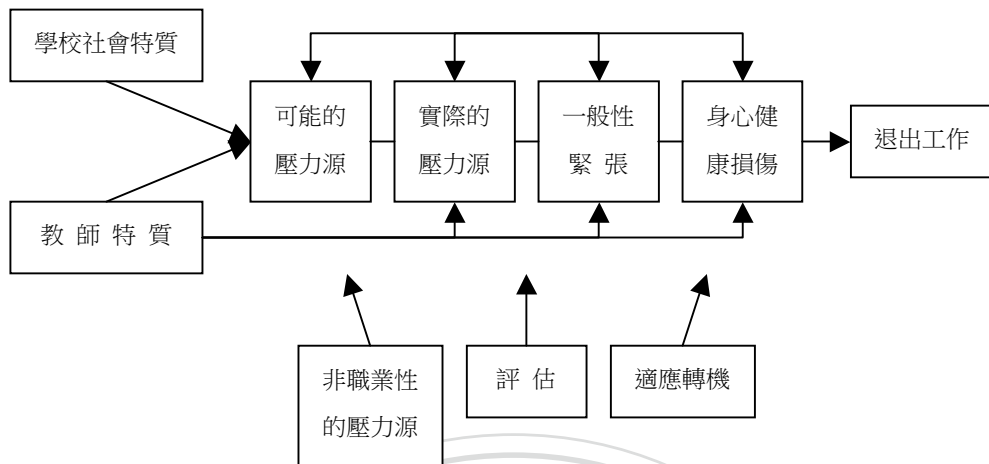 學校社會特質
可能的
壓力源
實際的
壓力源
一般性
緊 張
身心健
康損傷
退出工作
教 師 特 質
非職業性
的壓力源
評 估
適應轉機